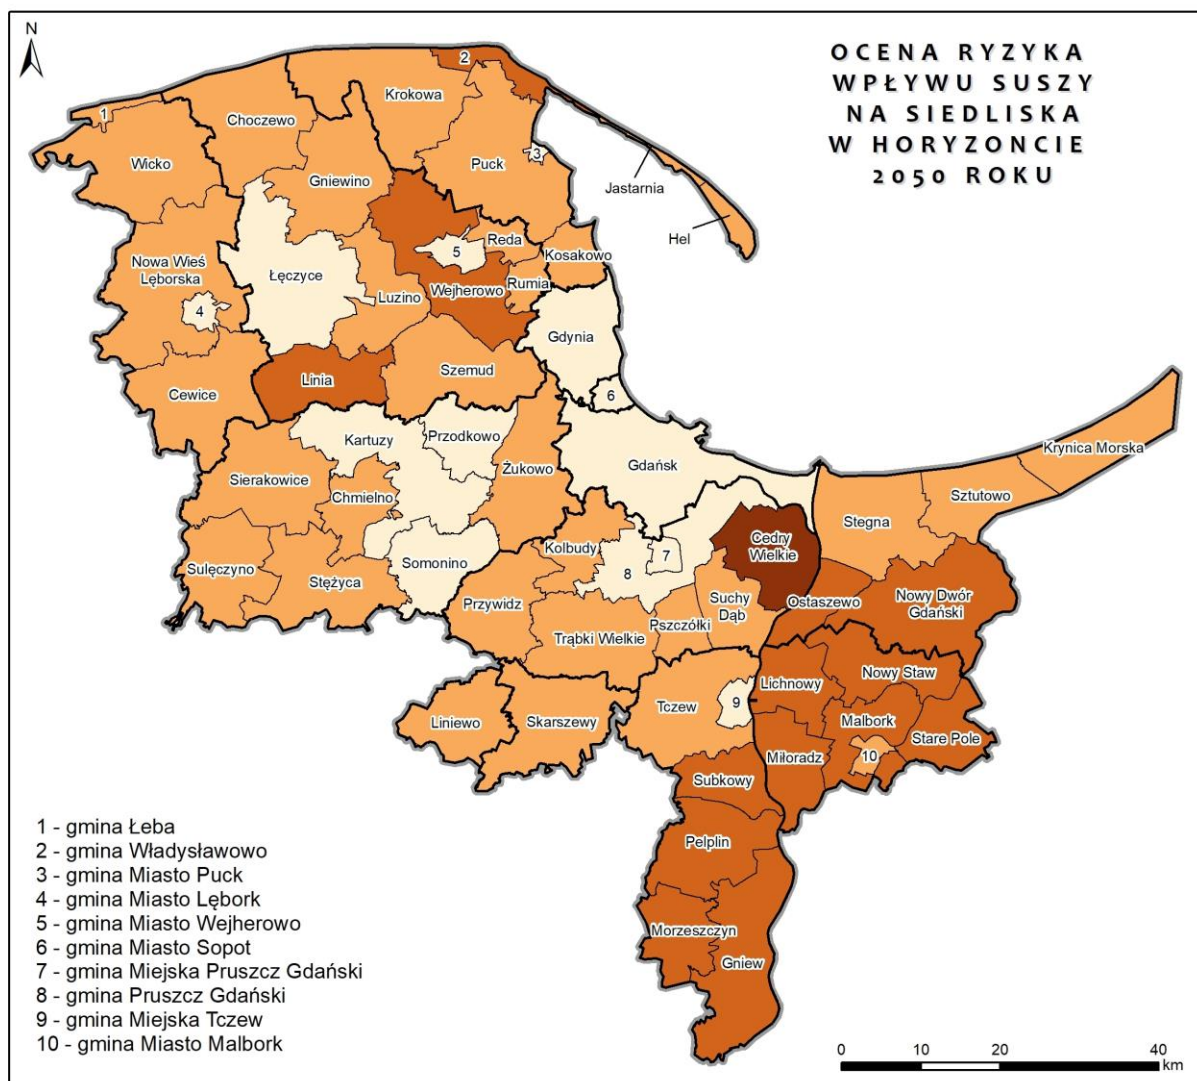 N
OCENA RYZYKA
WPŁYWU SUSZY
NA SIEDLISKA
W HORYZONCIE
2050 ROKU
2
1
Krokowa
Choczewo
Wicko
Puck
3
Gniewino
Jastarnia
Hel
Reda
5
Kosakowo
Nowa Wieś
Lęborska
Łęczyce
Rumia
Wejherowo
Luzino
4
Gdynia
Szemud
Linia
Cewice
6
Kartuzy
Przodkowo
Krynica Morska
Gdańsk
Żukowo
Sierakowice
Chmielno
Sztutowo
Stegna
Cedry
Wielkie
Kolbudy
7
Somonino
Sulęczyno
8
Stężyca
Suchy
Dąb
Nowy Dwór
Gdański
Ostaszewo
Przywidz
Pszczółki
Trąbki Wielkie
Nowy Staw
Lichnowy
9
Tczew
Liniewo
Skarszewy
Malbork
Stare Pole
Miłoradz
10
Subkowy
Pelplin
Morzeszczyn
Gniew
1 - gmina Łeba
2 - gmina Władysławowo
3 - gmina Miasto Puck
4 - gmina Miasto Lębork
5 - gmina Miasto Wejherowo
6 - gmina Miasto Sopot
7 - gmina Miejska Pruszcz Gdański
8 - gmina Pruszcz Gdański
9 - gmina Miejska Tczew
10 - gmina Miasto Malbork
0 10 20 40
km